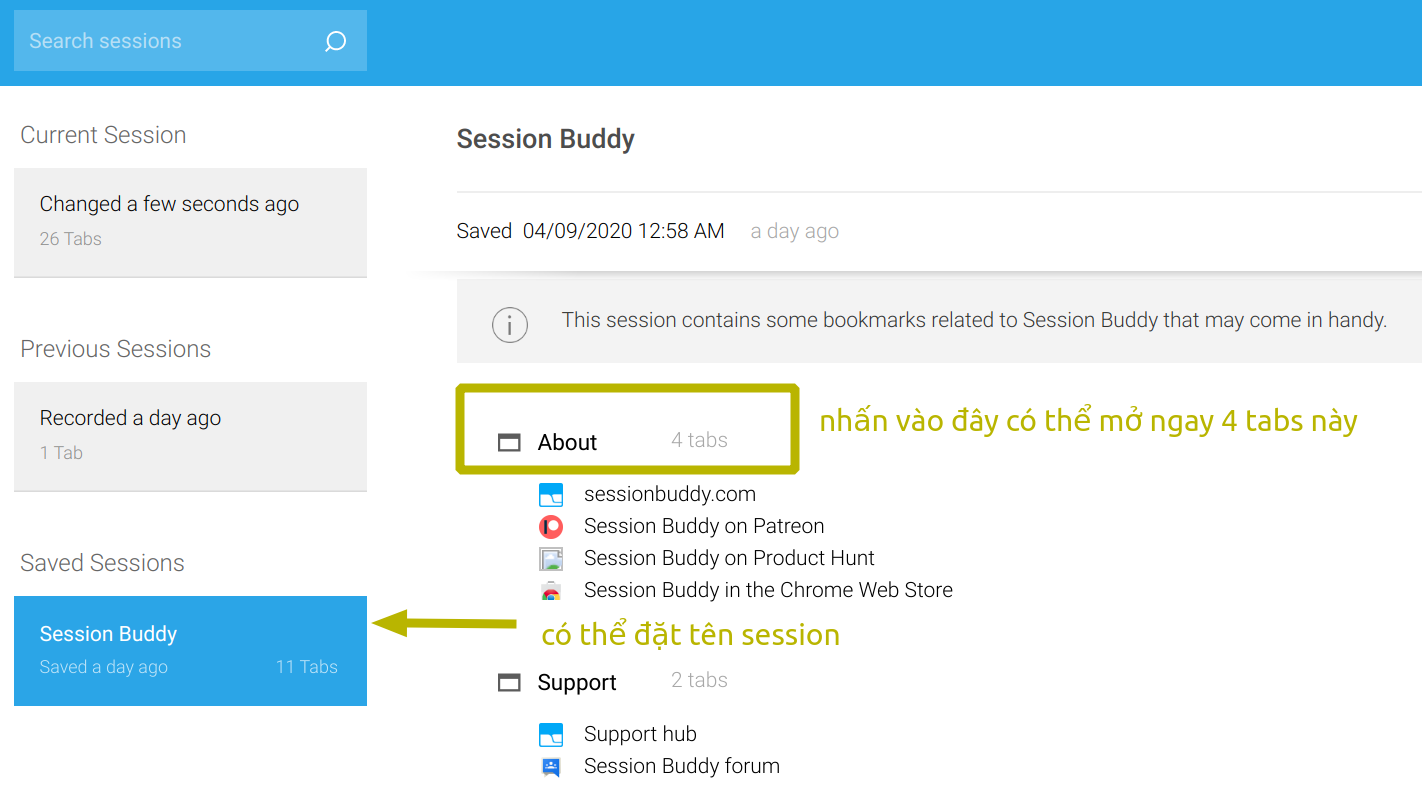 Search sessions
Current Session
Changed a few seconds ago
26 Tabs
Previous Sessions
Recorded a day ago
1 Tab
Saved Sessions
Session Buddy
Saved a day ago 11 Tabs
Session Buddy
Saved 04/09/2020 12:58 AM a day ago
This session contains some bookmarks related to Session Buddy that may come in handy.
About 4 tabs
nhấn vào đây có thể mở ngay 4 tabs này
sessionbuddy.com
Session Buddy on Patreon
Session Buddy on Product Hunt
Session Buddy in the Chrome Web Store
có thể đặt tên session
Support 2 tabs
Support hub
Session Buddy forum